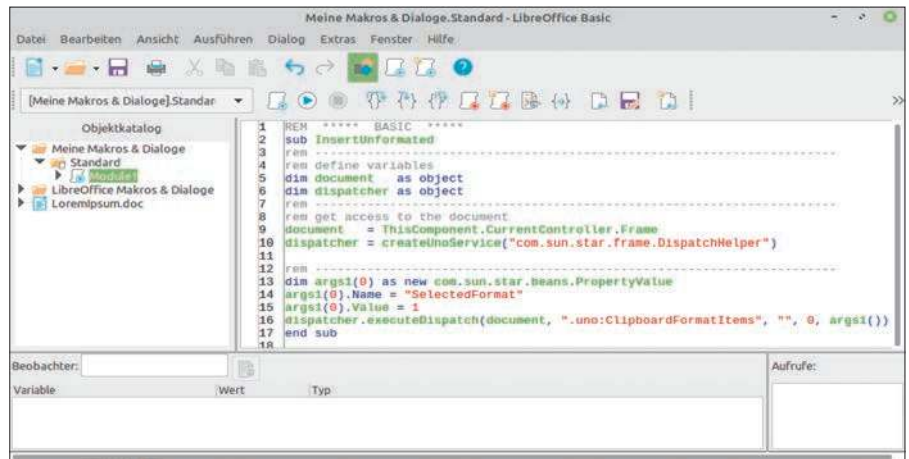 Meine Makros & Dialoge.Standard - LibreOffice Basic
Datei Bearbeiten Ansicht Ausführen Dialog Extras Fenster Hilfe
[Meine Makros & Dialoge].Standar
Objektkatalog
Meine Makros & Dialoge
Standard
Module1
LibreOffice Makros & Dialoge
LoremIpsum.doc
1 REM ***** BASIC *****
2 sub InsertUnformated
3 rem ----------------------------------------------------------------------
4 rem define variables
5 dim document as object
6 dim dispatcher as object
7 rem ----------------------------------------------------------------------
8 rem get access to the document
9 document = ThisComponent.CurrentController.Frame
10 dispatcher = createUnoService("com.sun.star.frame.DispatchHelper")
11
12 rem ----------------------------------------------------------------------
13 dim args1(0) as new com.sun.star.beans.PropertyValue
14 args1(0).Name = "SelectedFormat"
15 args1(0).Value = 1
16 dispatcher.executeDispatch(document, ".uno:ClipboardFormatItems", "", 0, args1())
17 end sub
18
Beobachter:
Aufrufe:
Variable Wert Typ